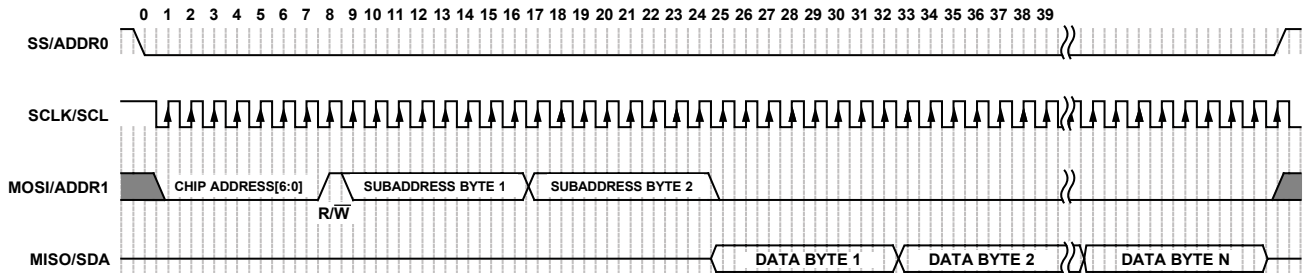 0 1 2 3 4 5 6 7 8 9 10 11 12 13 14 15 16 17 18 19 20 21 22 23 24 25 26 27 28 29 30 31 32 33 34 35 36 37 38 39
SS/ADDR0
SCLK/SCL
MOSI/ADDR1 CHIP ADDRESS[6:0] SUBADDRESS BYTE 1 SUBADDRESS BYTE 2
R/W̅
MISO/SDA DATA BYTE 1 DATA BYTE 2 DATA BYTE N